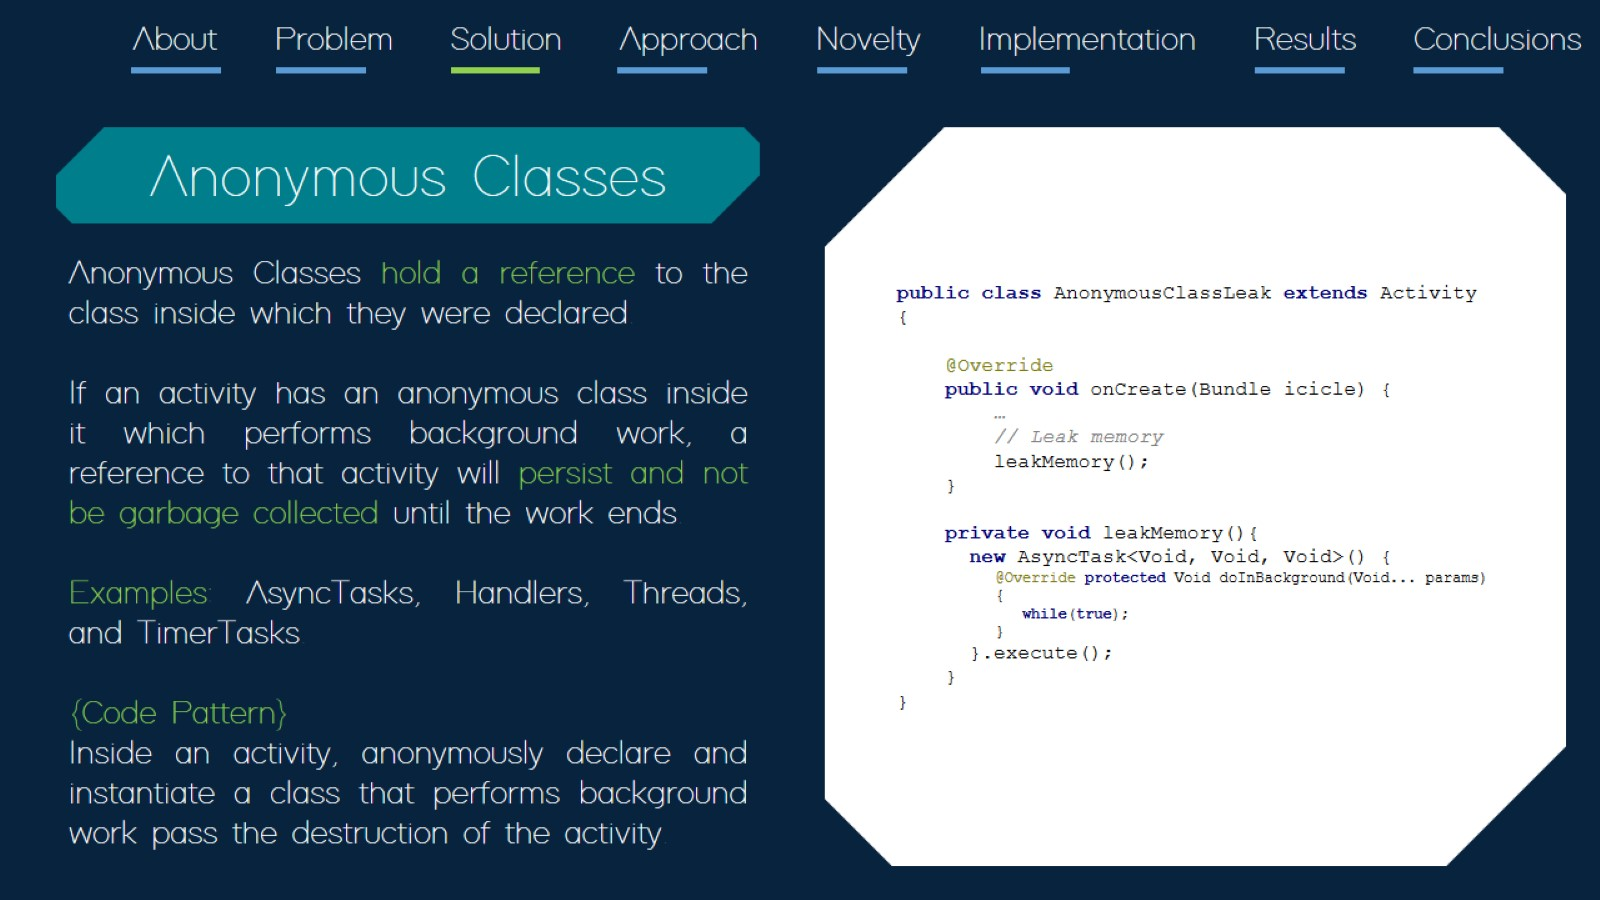 About Problem Solution Approach Novelty Implementation Results Conclusions
Anonymous Classes
Anonymous Classes hold a reference to the
class inside which they were declared.
If an activity has an anonymous class inside
it which performs background work, a
reference to that activity will persist and not
be garbage collected until the work ends.
Examples: AsyncTasks, Handlers, Threads,
and TimerTasks
{Code Pattern}
Inside an activity, anonymously declare and
instantiate a class that performs background
work pass the destruction of the activity.
public class AnonymousClassLeak extends Activity
{
@Override
public void onCreate(Bundle icicle) {
…
// Leak memory
leakMemory();
}
private void leakMemory(){
new AsyncTask<Void, Void, Void>() {
@Override protected Void doInBackground(Void... params)
{
while(true);
}
}.execute();
}
}